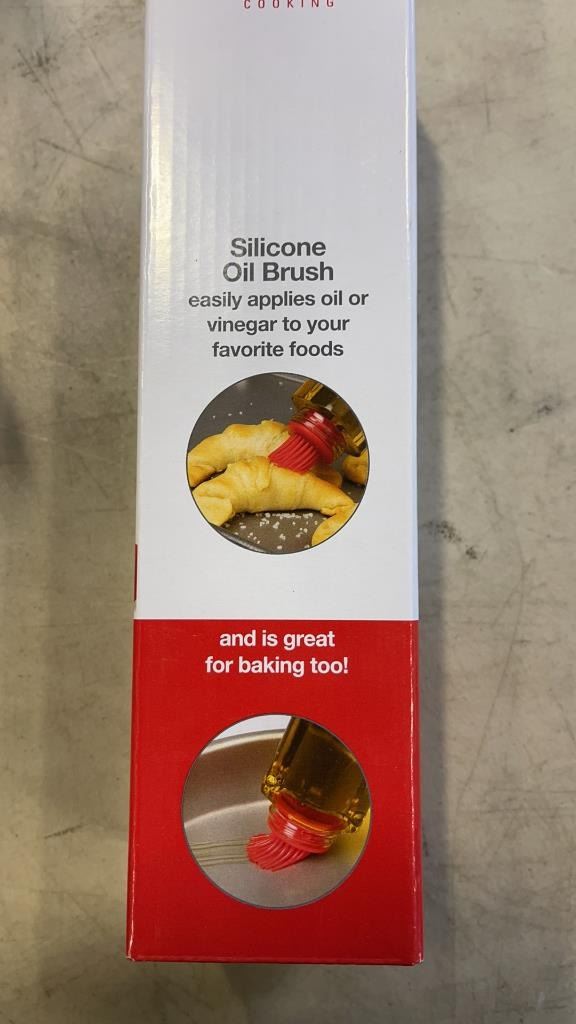 COOKING
Silicone
Oil Brush
easily applies oil or
vinegar to your
favorite foods
and is great
for baking too!